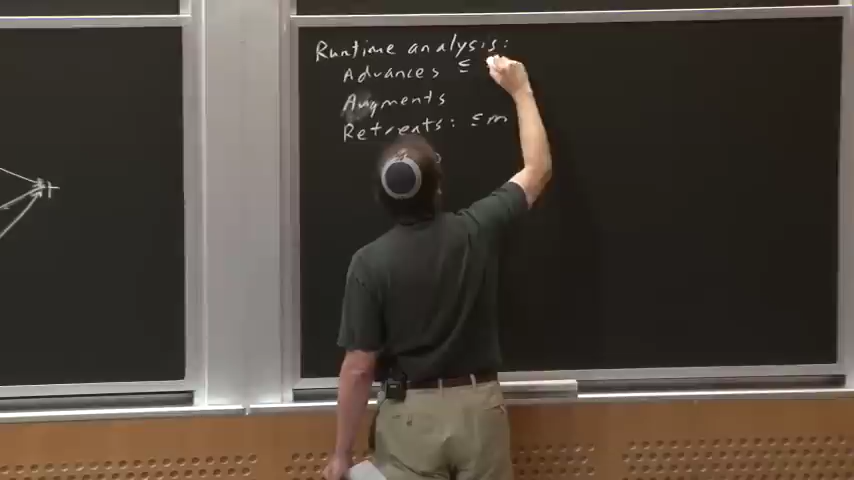 t
Runtime analysis:
Advances ≤
Augments
Retreats: ≤ m